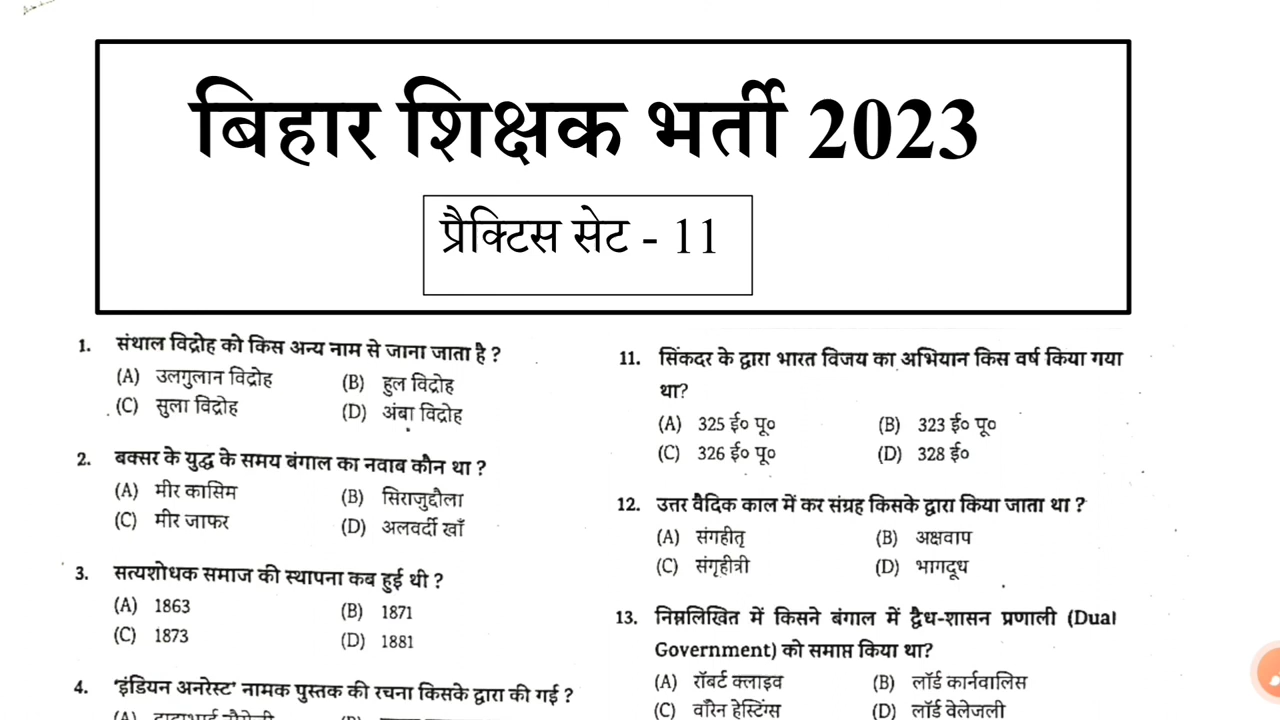 बिहार शिक्षक भर्ती 2023
प्रैक्टिस सेट - 11
1. संथाल विद्रोह को किस अन्य नाम से जाना जाता है ?
(A) उलगुलान विद्रोह (B) हुल विद्रोह
(C) सुला विद्रोह (D) अंबा विद्रोह
2. बक्सर के युद्ध के समय बंगाल का नवाब कौन था ?
(A) मीर कासिम (B) सिराजुद्दौला
(C) मीर जाफर (D) अलवर्दी खाँ
3. सत्यशोधक समाज की स्थापना कब हुई थी ?
(A) 1863 (B) 1871
(C) 1873 (D) 1881
4. 'इंडियन अनरेस्ट' नामक पुस्तक की रचना किसके द्वारा की गई ?
(A) दादाभाई नौरोजी (B)
11. सिंकदर के द्वारा भारत विजय का अभियान किस वर्ष किया गया
था?
(A) 325 ई० पू० (B) 323 ई० पू०
(C) 326 ई० पू० (D) 328 ई०
12. उत्तर वैदिक काल में कर संग्रह किसके द्वारा किया जाता था ?
(A) संगहीतृ (B) अक्षवाप
(C) संगृहीत्री (D) भागदूध
13. निम्नलिखित में किसने बंगाल में द्वैध-शासन प्रणाली (Dual
Government) को समाप्त किया था?
(A) रॉबर्ट क्लाइव (B) लॉर्ड कार्नवालिस
(C) वॉरेन हेस्टिंग्स (D) लॉर्ड वेलेजली